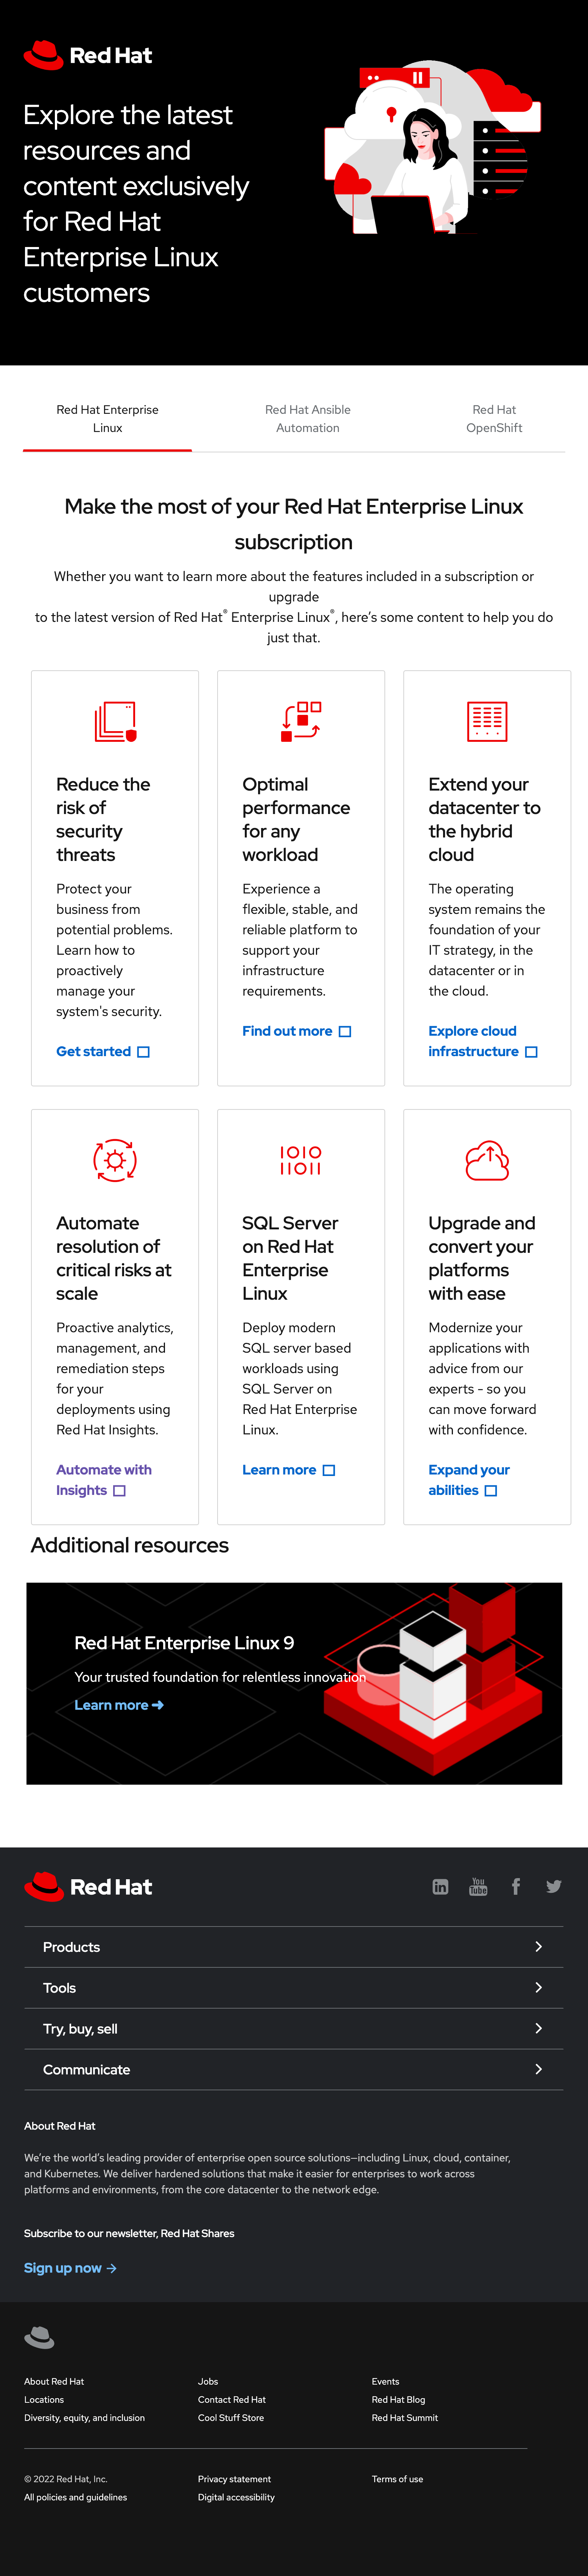 Red Hat
Explore the latest
resources and
content exclusively
for Red Hat
Enterprise Linux
customers
Red Hat Enterprise
Linux
Red Hat Ansible
Automation
Red Hat
OpenShift
Make the most of your Red Hat Enterprise Linux
subscription
Whether you want to learn more about the features included in a subscription or
upgrade
to the latest version of Red Hat® Enterprise Linux®, here’s some content to help you do
just that.
Reduce the
risk of
security
threats
Protect your
business from
potential problems.
Learn how to
proactively
manage your
system's security.
Get started
Optimal
performance
for any
workload
Experience a
flexible, stable, and
reliable platform to
support your
infrastructure
requirements.
Find out more
Extend your
datacenter to
the hybrid
cloud
The operating
system remains the
foundation of your
IT strategy, in the
datacenter or in
the cloud.
Explore cloud
infrastructure
Automate
resolution of
critical risks at
scale
Proactive analytics,
management, and
remediation steps
for your
deployments using
Red Hat Insights.
Automate with
Insights
IOIO
IIOII
SQL Server
on Red Hat
Enterprise
Linux
Deploy modern
SQL server based
workloads using
SQL Server on
Red Hat Enterprise
Linux.
Learn more
Upgrade and
convert your
platforms
with ease
Modernize your
applications with
advice from our
experts - so you
can move forward
with confidence.
Expand your
abilities
Additional resources
Red Hat Enterprise Linux 9
Your trusted foundation for relentless innovation
Learn more ➜
Red Hat
in
You
Tube
f
Products
Tools
Try, buy, sell
Communicate
About Red Hat
We’re the world’s leading provider of enterprise open source solutions—including Linux, cloud, container,
and Kubernetes. We deliver hardened solutions that make it easier for enterprises to work across
platforms and environments, from the core datacenter to the network edge.
Subscribe to our newsletter, Red Hat Shares
Sign up now →
About Red Hat
Locations
Diversity, equity, and inclusion
Jobs
Contact Red Hat
Cool Stuff Store
Events
Red Hat Blog
Red Hat Summit
© 2022 Red Hat, Inc.
All policies and guidelines
Privacy statement
Digital accessibility
Terms of use